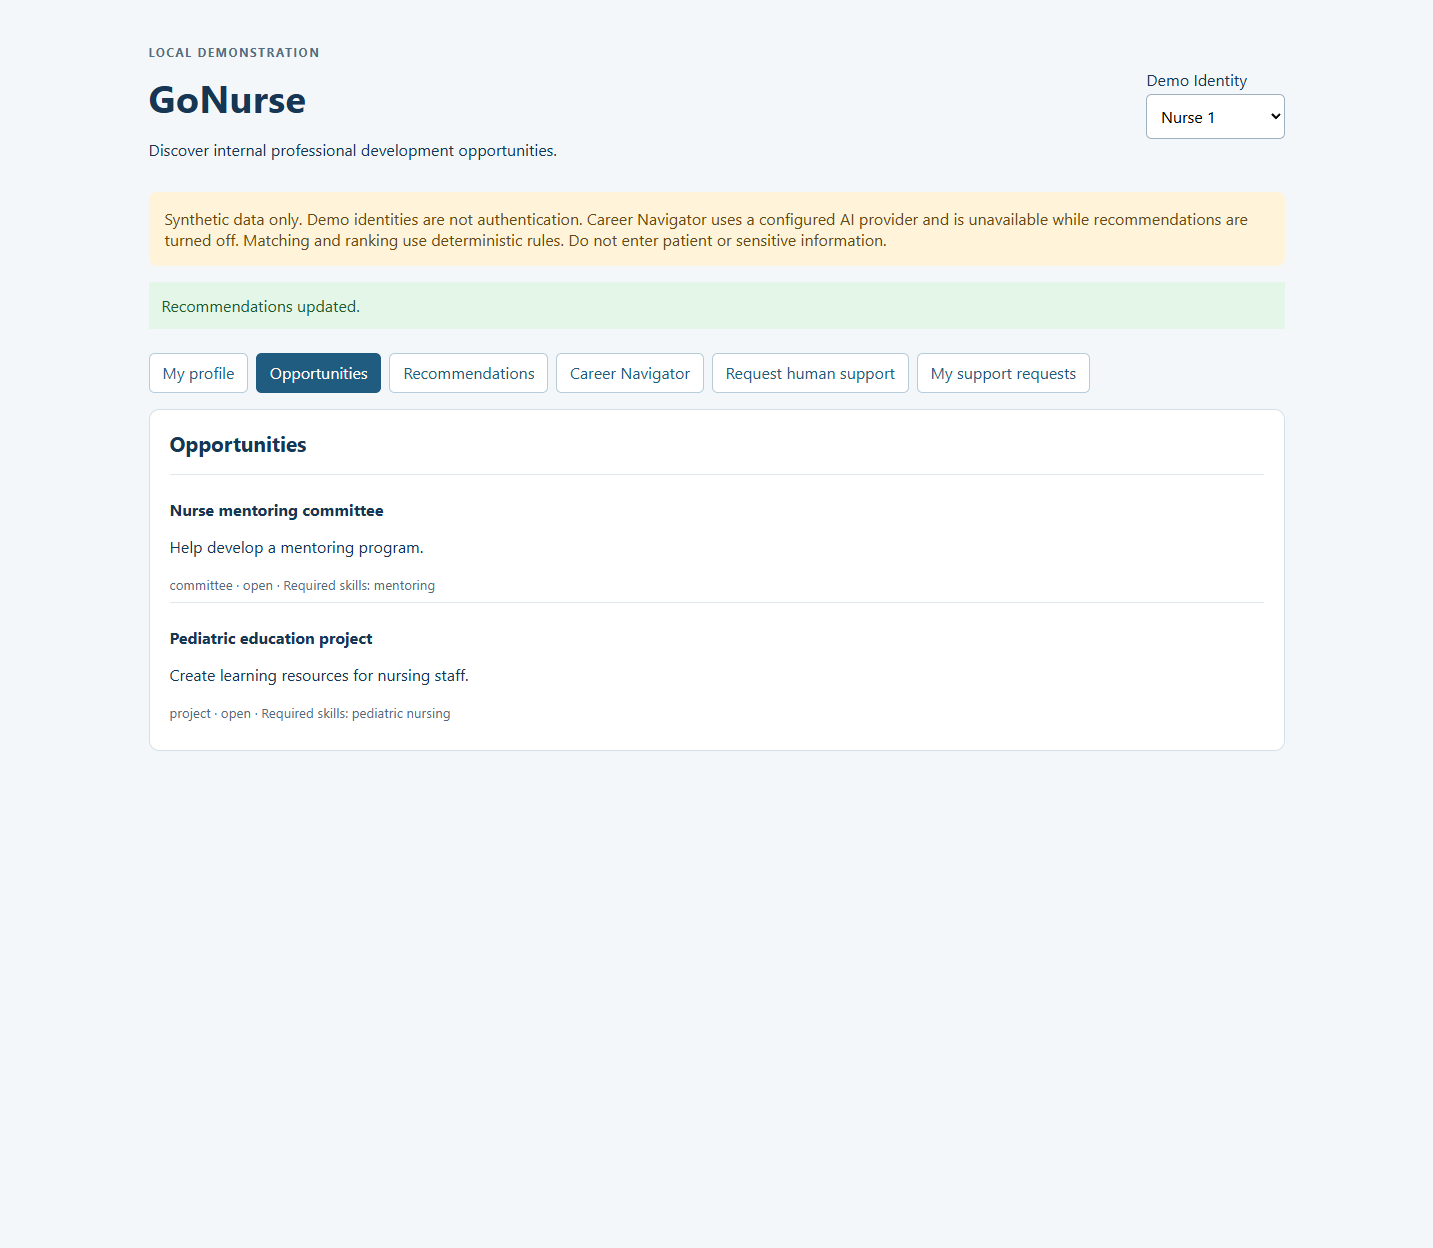 LOCAL DEMONSTRATION
GoNurse
Discover internal professional development opportunities.
Demo Identity
Nurse 1
Synthetic data only. Demo identities are not authentication. Career Navigator uses a configured AI provider and is unavailable while recommendations are
turned off. Matching and ranking use deterministic rules. Do not enter patient or sensitive information.
Recommendations updated.
My profile
Opportunities
Recommendations
Career Navigator
Request human support
My support requests
Opportunities
Nurse mentoring committee
Help develop a mentoring program.
committee · open · Required skills: mentoring
Pediatric education project
Create learning resources for nursing staff.
project · open · Required skills: pediatric nursing